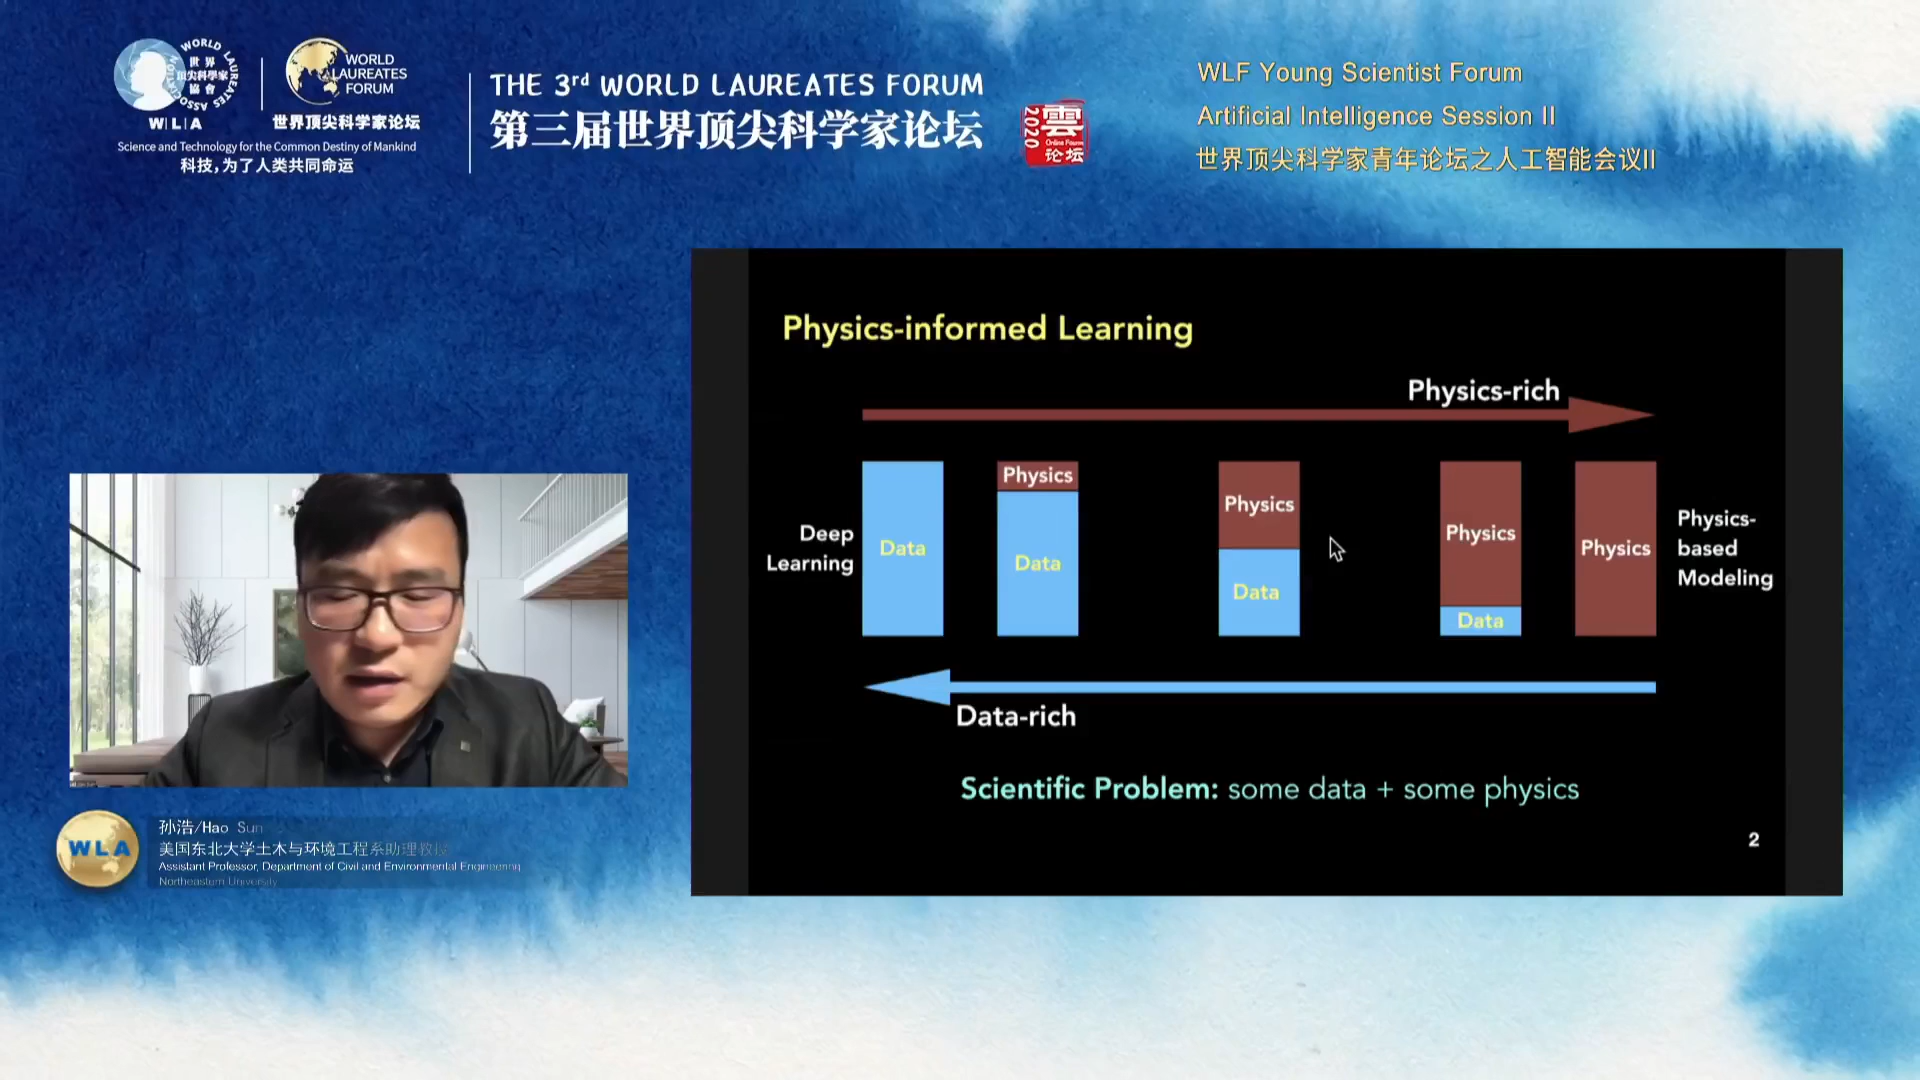 WORLD LAUREATES ASSOCIATION
世界
頂尖科學家
協會
W|L|A
WORLD
LAUREATES
FORUM
世界顶尖科学家论坛
Science and Technology for the Common Destiny of Mankind
科技,为了人类共同命运
THE 3rd WORLD LAUREATES FORUM
第三届世界顶尖科学家论坛
2020
雲
Online Forum
论坛
WLF Young Scientist Forum
Artificial Intelligence Session II
世界顶尖科学家青年论坛之人工智能会议II
Physics-informed Learning
Physics-rich
Deep
Learning
Data
Physics
Data
Physics
Data
Physics
Data
Physics
Physics-
based
Modeling
Data-rich
Scientific Problem: some data + some physics
2
WLA
孙浩/Hao Sun
美国东北大学土木与环境工程系助理教授
Assistant Professor, Department of Civil and Environmental Engineering
Northeastern University